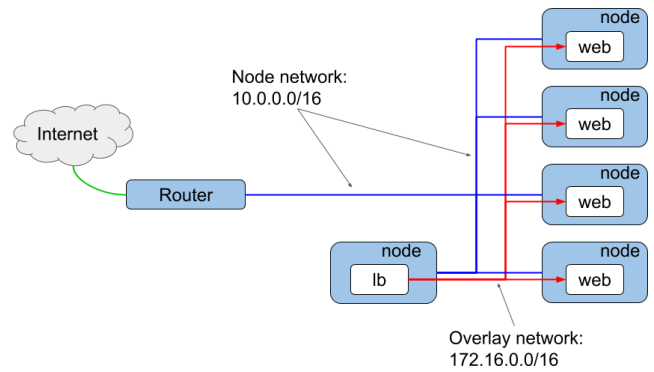 node
web
Node network:
10.0.0.0/16
node
web
Internet
node
Router
web
node
lb
node
web
Overlay network:
172.16.0.0/16